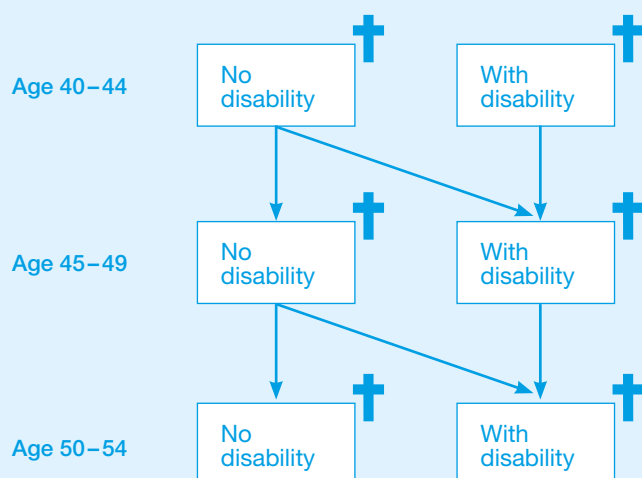 Age 40–44
No
disability
With
disability
Age 45–49
No
disability
With
disability
Age 50–54
No
disability
With
disability